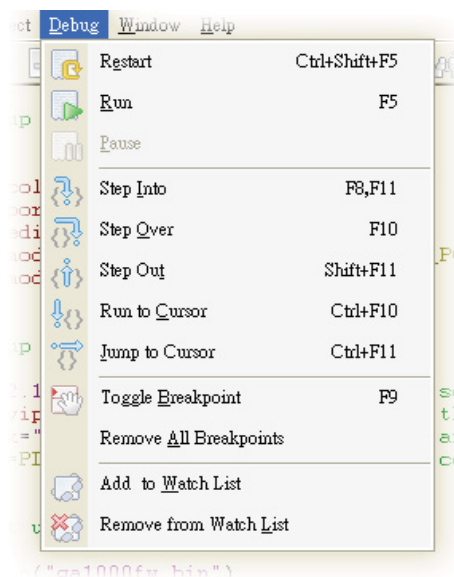 Debug Window Help
Restart Ctrl+Shift+F5
Run F5
Pause
Step Into F8,F11
Step Over F10
Step Out Shift+F11
Run to Cursor Ctrl+F10
Jump to Cursor Ctrl+F11
Toggle Breakpoint F9
Remove All Breakpoints
Add to Watch List
Remove from Watch List